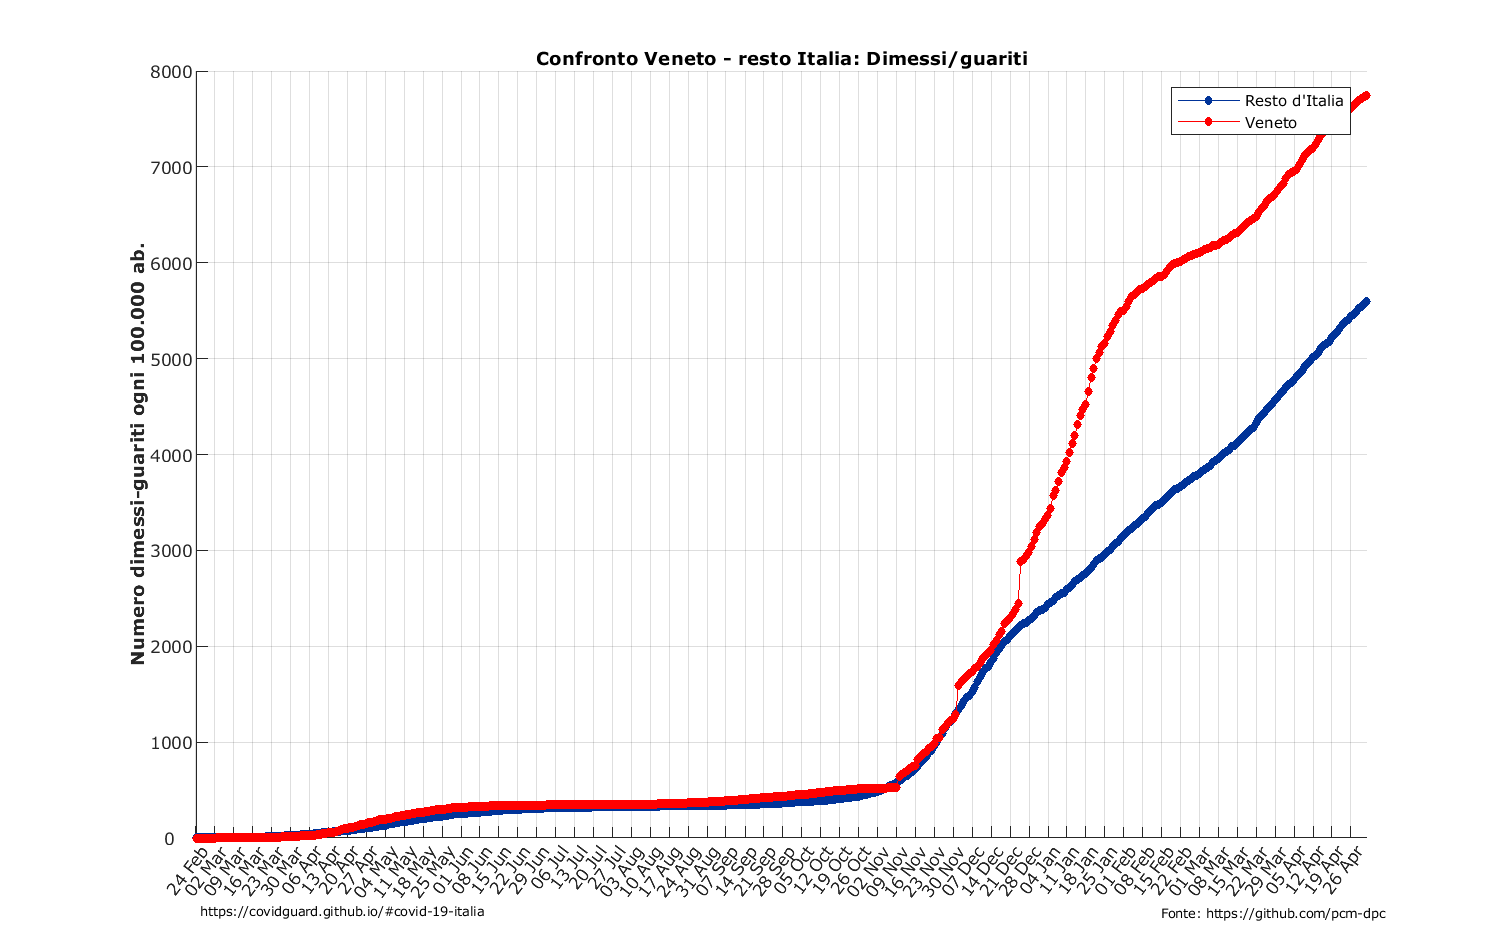 Confronto Veneto - resto Italia: Dimessi/guariti
Resto d'Italia
Veneto
Numero dimessi-guariti ogni 100.000 ab.
8000
7000
6000
5000
4000
3000
2000
1000
0
24 Feb
02 Mar
09 Mar
16 Mar
23 Mar
30 Mar
06 Apr
13 Apr
20 Apr
27 Apr
04 May
11 May
18 May
25 May
01 Jun
08 Jun
15 Jun
22 Jun
29 Jun
06 Jul
13 Jul
20 Jul
27 Jul
03 Aug
10 Aug
17 Aug
24 Aug
31 Aug
07 Sep
14 Sep
21 Sep
28 Sep
05 Oct
12 Oct
19 Oct
26 Oct
02 Nov
09 Nov
16 Nov
23 Nov
30 Nov
07 Dec
14 Dec
21 Dec
28 Dec
04 Jan
11 Jan
18 Jan
25 Jan
01 Feb
08 Feb
15 Feb
22 Feb
01 Mar
08 Mar
15 Mar
22 Mar
29 Mar
05 Apr
12 Apr
19 Apr
26 Apr
https://covidguard.github.io/#covid-19-italia
Fonte: https://github.com/pcm-dpc